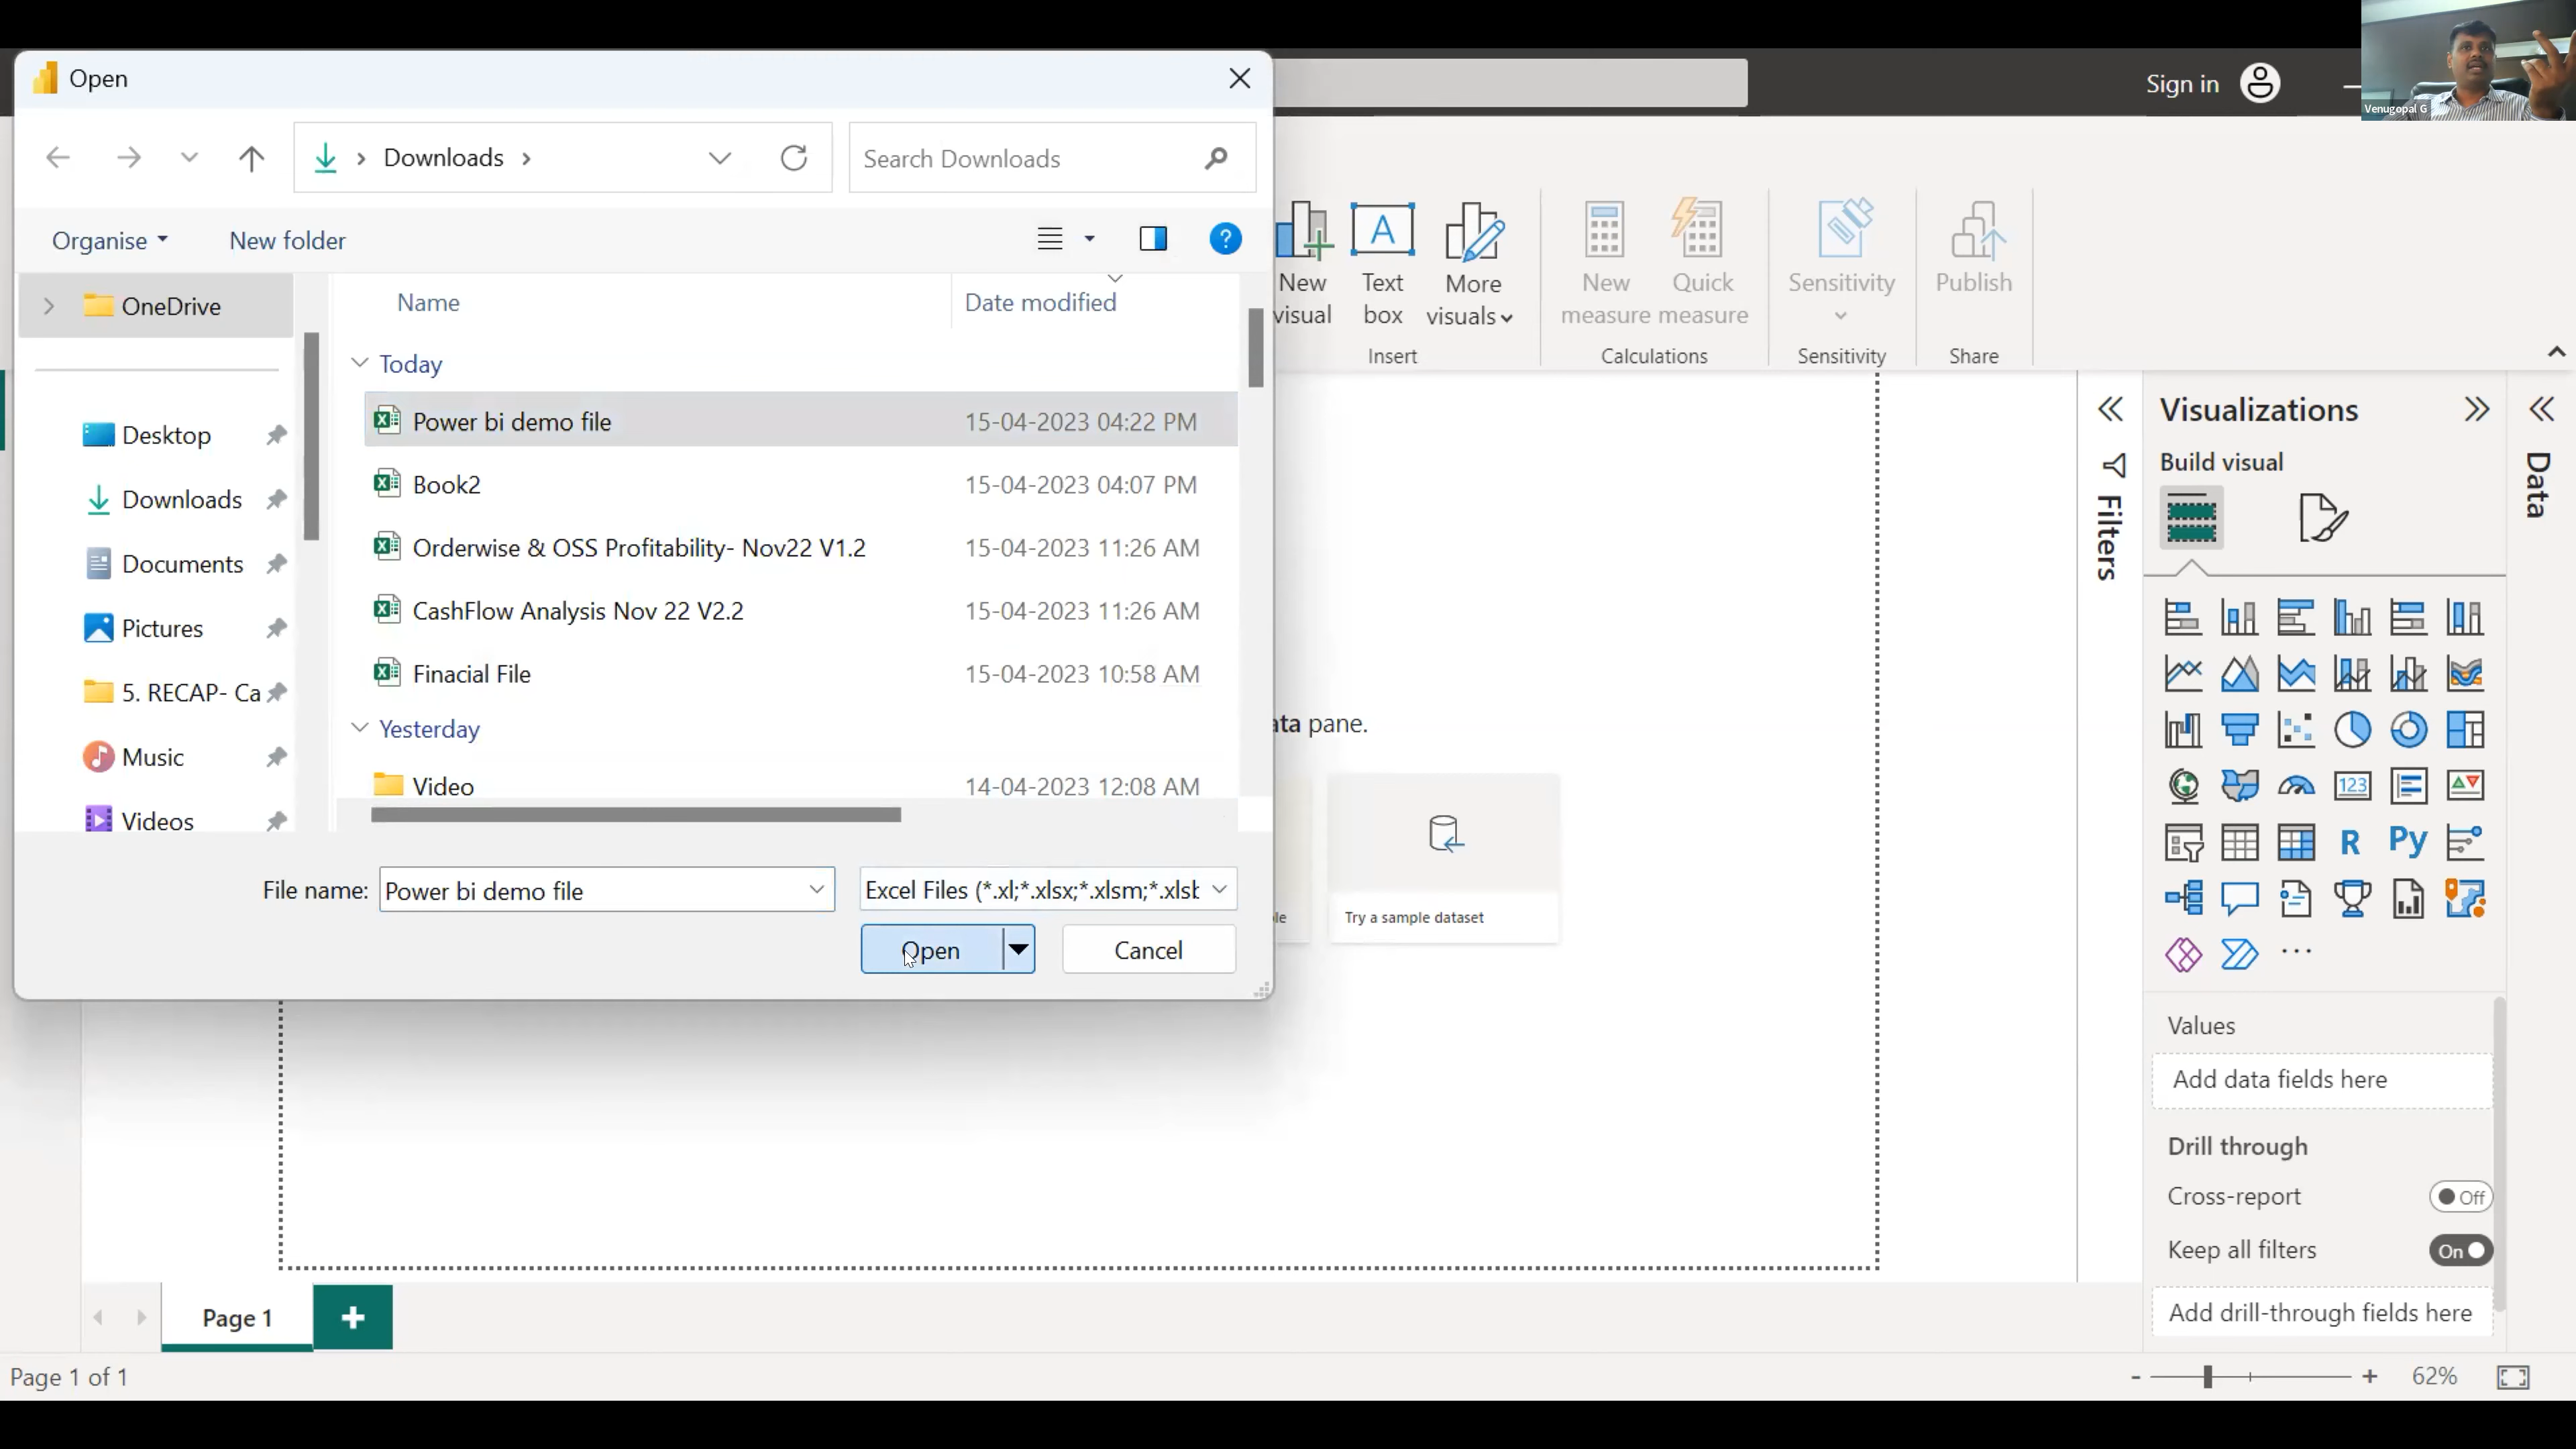 Open
Sign in
Venugopal G
Downloads
Search Downloads
Organise
New folder
OneDrive
Desktop
Downloads
Documents
Pictures
5. RECAP- Ca
Music
Videos
Name
Date modified
Today
Power bi demo file 15-04-2023 04:22 PM
Book2 15-04-2023 04:07 PM
Orderwise & OSS Profitability- Nov22 V1.2 15-04-2023 11:26 AM
CashFlow Analysis Nov 22 V2.2 15-04-2023 11:26 AM
Finacial File 15-04-2023 10:58 AM
Yesterday
Video 14-04-2023 12:08 AM
File name: Power bi demo file
Excel Files (*.xl;*.xlsx;*.xlsm;*.xlsb
Open
Cancel
New visual
Text box
More visuals
Insert
New measure
Quick measure
Calculations
Sensitivity
Sensitivity
Publish
Share
ata pane.
le
Try a sample dataset
Filters
Visualizations
Build visual
123
R
Py
Values
Add data fields here
Drill through
Cross-report Off
Keep all filters On
Add drill-through fields here
Data
Page 1
Page 1 of 1
62%